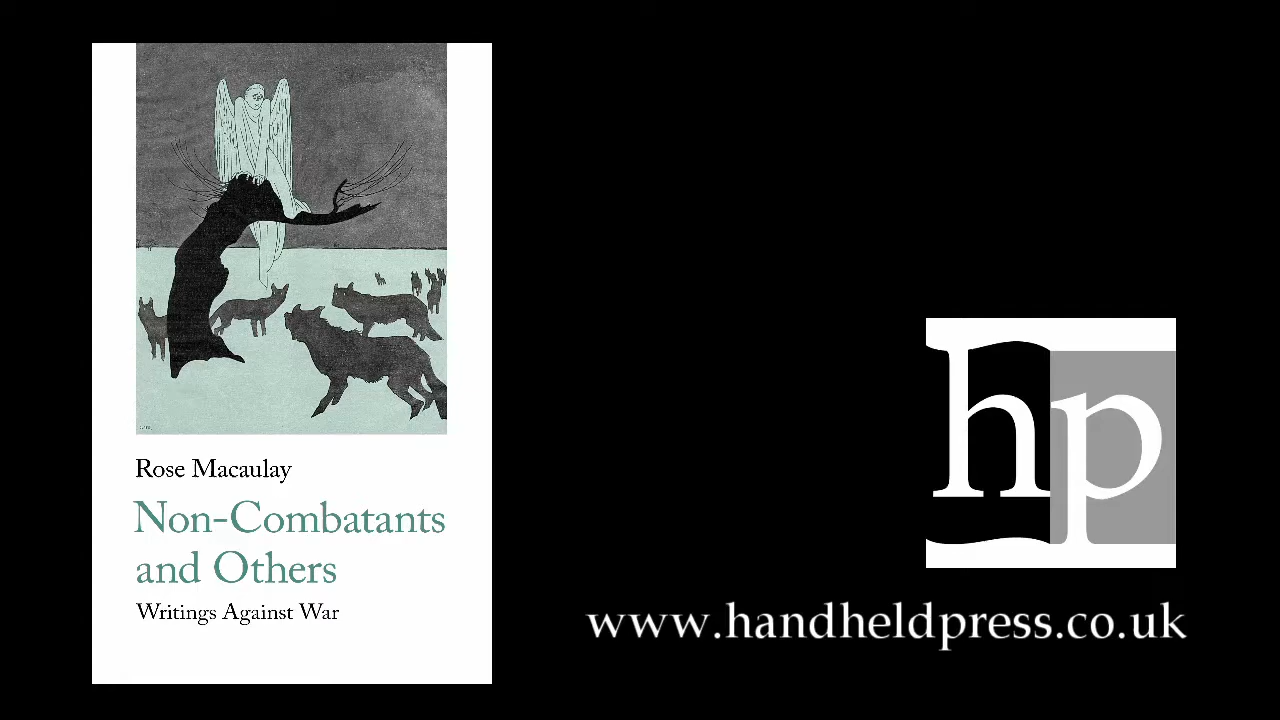 Rose Macaulay
Non-Combatants
and Others
Writings Against War
hp
www.handheldpress.co.uk